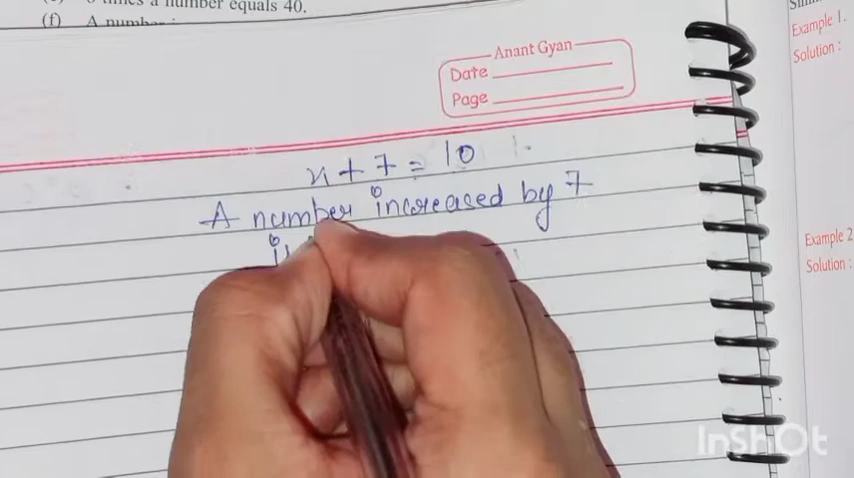 times a number equals 40.
(f) A number
Example 1.
Solution :
Anant Gyan
Date
Page
x + 7 = 10
A number increased by 7
Example 2
Solution :
InShot